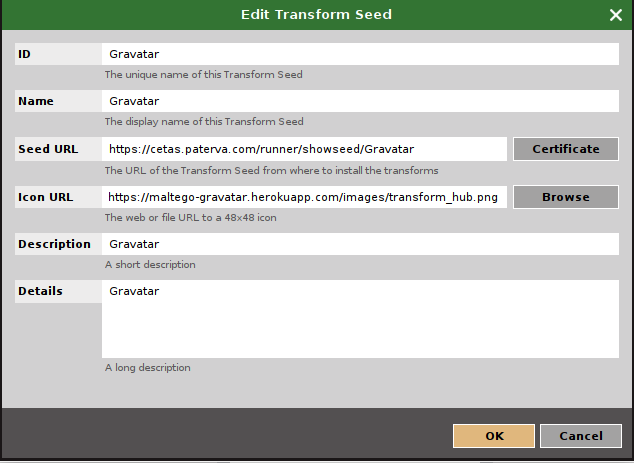 Edit Transform Seed
ID
Gravatar
The unique name of this Transform Seed
Name
Gravatar
The display name of this Transform Seed
Seed URL
https://cetas.paterva.com/runner/showseed/Gravatar
Certificate
The URL of the Transform Seed from where to install the transforms
Icon URL
https://maltego-gravatar.herokuapp.com/images/transform_hub.png
Browse
The web or file URL to a 48x48 icon
Description
Gravatar
A short description
Details
Gravatar
A long description
OK
Cancel